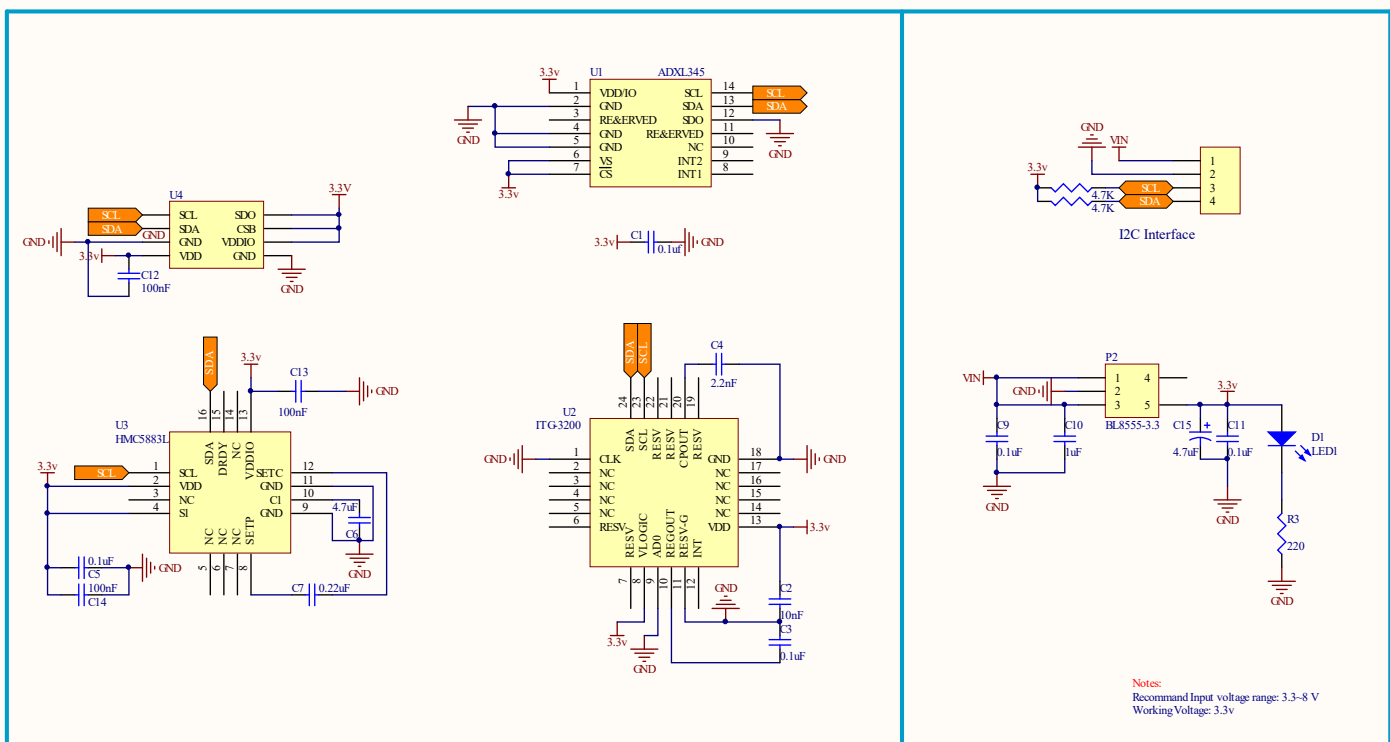 U1 ADXL345
3.3v
1 VDD/IO SCL 14 SCL
2 GND SDA 13 SDA
3 RE&ERVED SDO 12
4 GND RE&ERVED 11
5 GND NC 10
6 VS INT2 9
7 CS INT1 8
GND
GND
3.3v
U4
3.3V
SCL SCL SDO
SDA SDA CSB
GND GND GND VDDIO
3.3v VDD GND
C12
100nF
GND
C1
3.3v GND
0.1uf
SDA
3.3v
C13
100nF
GND
16 15 14 13
U3
HMC5883L
SDA DRDY NC VDDIO
3.3v
SCL 1 SCL SETC 12
2 VDD GND 11
3 NC C1 10
4 S1 GND 9
4.7uF
C6
GND
NC NC NC SETP
5 6 7 8
0.1uF
C5
GND
100nF
C14
C7 0.22uF
SDA SCL
C4
2.2nF
24 23 22 21 20 19
U2
ITG-3200
SDA SCL RESV RESV CPOUT RESV
GND 1 CLK GND 18 GND
2 NC NC 17
3 NC NC 16
4 NC NC 15
5 NC NC 14
6 RESV VDD 13 3.3v
RESV VLOGIC AD0 REGOUT RESV-G INT
7 8 9 10 11 12
3.3v
GND
GND
C2
10nF
C3
0.1uF
GND
VIN
3.3v
1
2
SCL 3
SDA 4
4.7K
4.7K
I2C Interface
P2
VIN 1 4
GND 2
3 5
BL8555-3.3
3.3v
C9
0.1uF
C10
1uF
C15
+
4.7uF
C11
0.1uF
D1
LED1
GND
GND
R3
220
GND
Notes:
Recommand Input voltage range: 3.3~8 V
Working Voltage: 3.3v